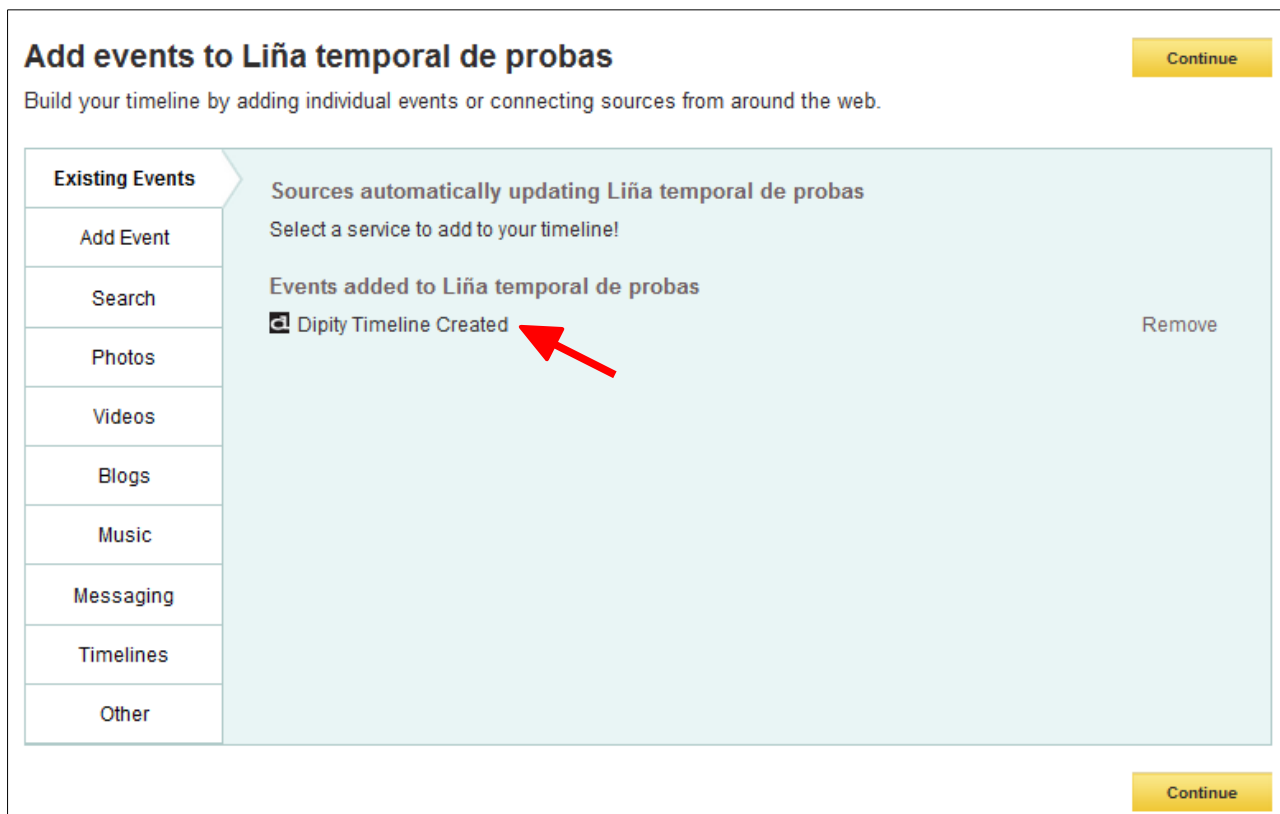 Add events to Liña temporal de probas
Continue
Build your timeline by adding individual events or connecting sources from around the web.
Existing Events
Add Event
Search
Photos
Videos
Blogs
Music
Messaging
Timelines
Other
Sources automatically updating Liña temporal de probas
Select a service to add to your timeline!
Events added to Liña temporal de probas
d Dipity Timeline Created
Remove
Continue